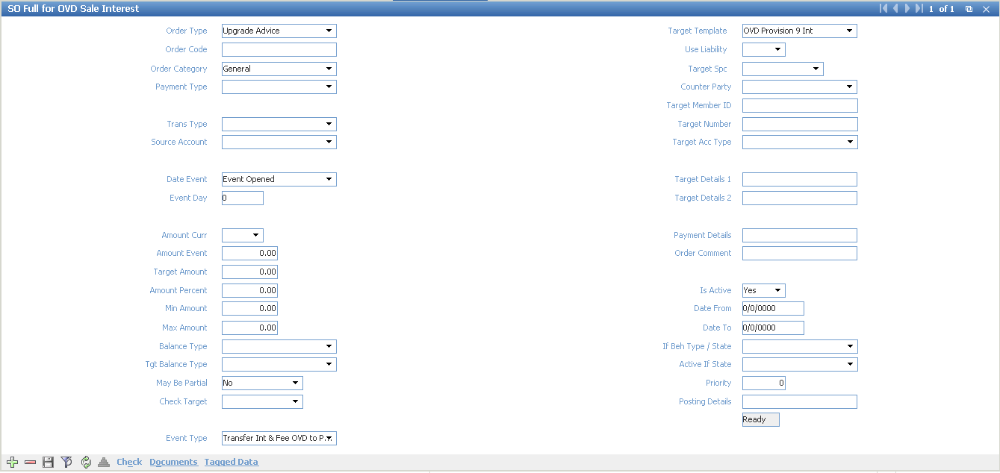 SO Full for OVD Sale Interest 1 of 1
Order Type Upgrade Advice Target Template OVD Provision 9 Int
Order Code Use Liability
Order Category General Target Spc
Payment Type Counter Party
Target Member ID
Trans Type Target Number
Source Account Target Acc Type
Date Event Event Opened Target Details 1
Event Day 0 Target Details 2
Amount Curr Payment Details
Amount Event 0.00 Order Comment
Target Amount 0.00
Amount Percent 0.00 Is Active Yes
Min Amount 0.00 Date From 0/0/0000
Max Amount 0.00 Date To 0/0/0000
Balance Type If Beh Type / State
Tgt Balance Type Active If State
May Be Partial No Priority 0
Check Target Posting Details
Ready
Event Type Transfer Int & Fee OVD to P...
Check Documents Tagged Data